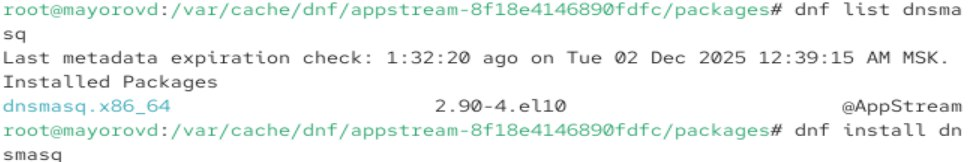 root@mayorovd:/var/cache/dnf/appstream-8f18e4146890fdfc/packages# dnf list dnsma
sq
Last metadata expiration check: 1:32:20 ago on Tue 02 Dec 2025 12:39:15 AM MSK.
Installed Packages
dnsmasq.x86_64 2.90-4.el10 @AppStream
root@mayorovd:/var/cache/dnf/appstream-8f18e4146890fdfc/packages# dnf install dn
smasq